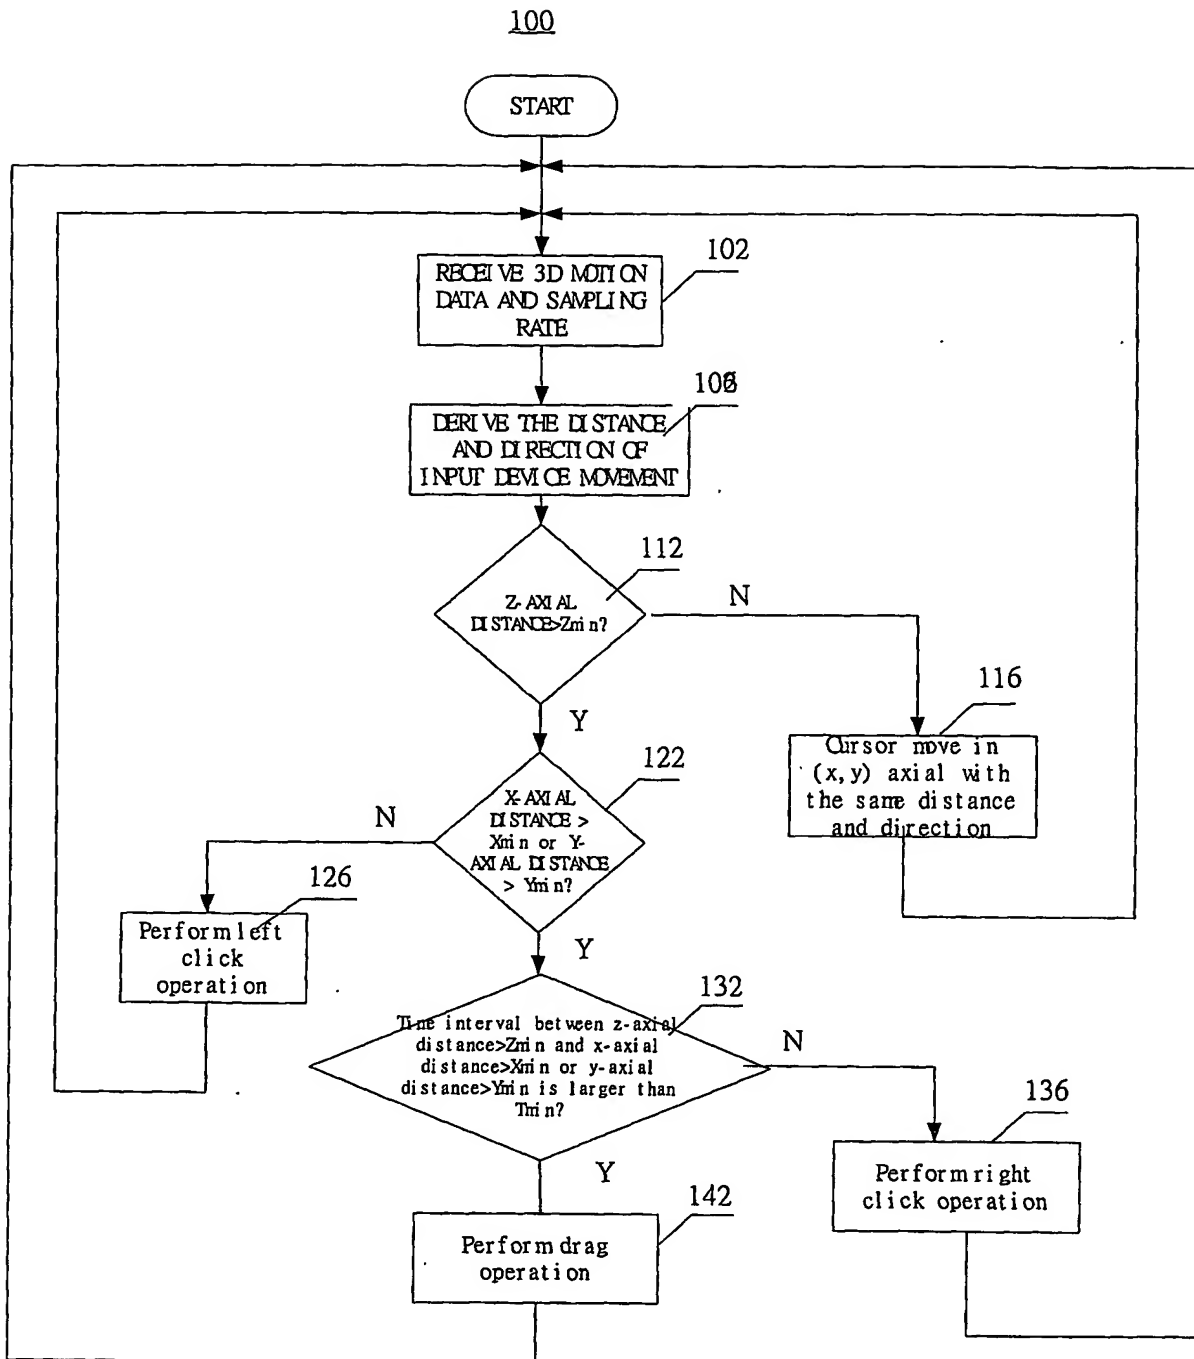 100
START
RECEIVE 3D MOTION
DATA AND SAMPLING
RATE
102
DERIVE THE DISTANCE
AND DIRECTION OF
INPUT DEVICE MOVEMENT
112
Z-AXIAL
DISTANCE>Zmin?
N
Y
116
Cursor move in
(x,y) axial with
the same distance
and direction
122
X-AXIAL
DISTANCE >
Xmin or Y-
AXIAL DISTANCE
> Ymin?
N
Y
126
Perform left
click
operation
132
Time interval between z-axial
distance>Zmin and x-axial
distance>Xmin or y-axial
distance>Ymin is larger than
Tmin?
N
Y
136
Perform right
click operation
142
Perform drag
operation